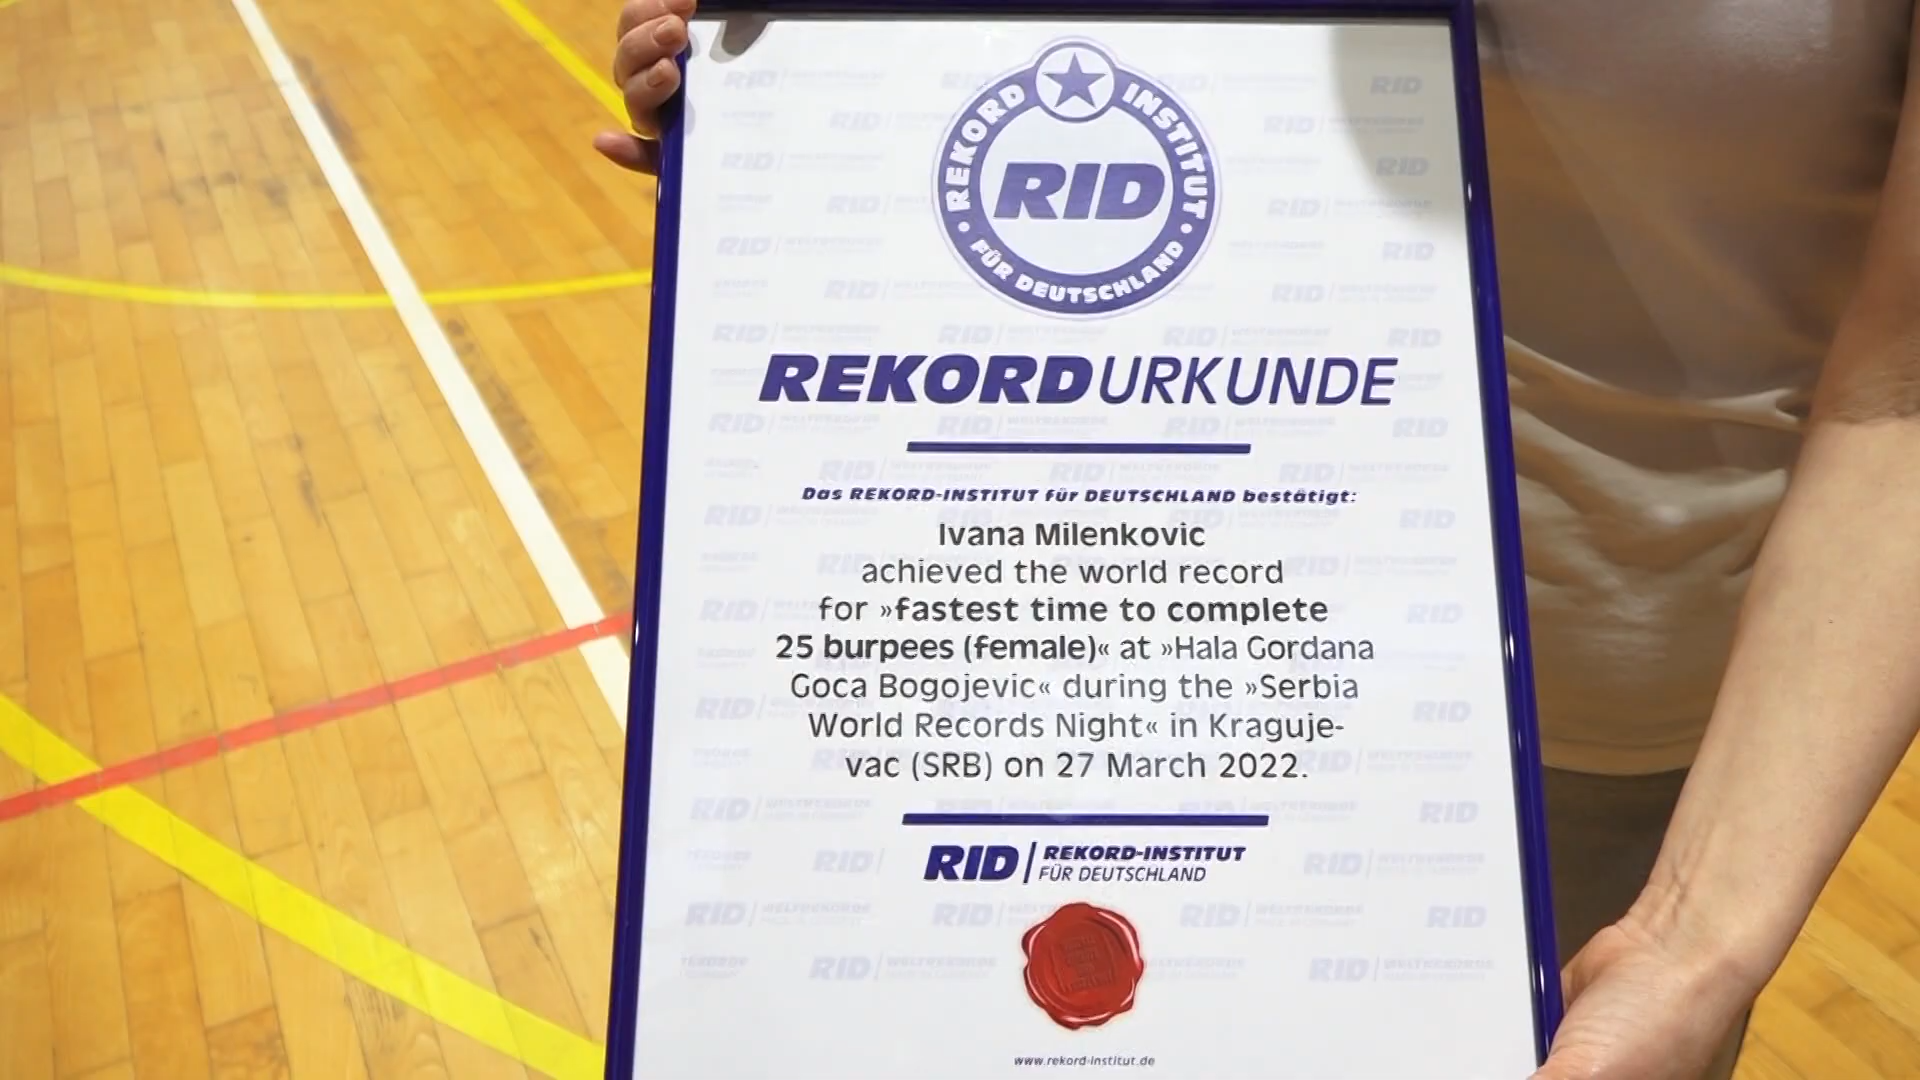 REKORD INSTITUT
RID
FÜR DEUTSCHLAND
REKORDURKUNDE
Das REKORD-INSTITUT für DEUTSCHLAND bestätigt:
Ivana Milenkovic
achieved the world record
for »fastest time to complete
25 burpees (female)« at »Hala Gordana
Goca Bogojevic« during the »Serbia
World Records Night« in Kraguje-
vac (SRB) on 27 March 2022.
RID | REKORD-INSTITUT
FÜR DEUTSCHLAND
www.rekord-institut.de